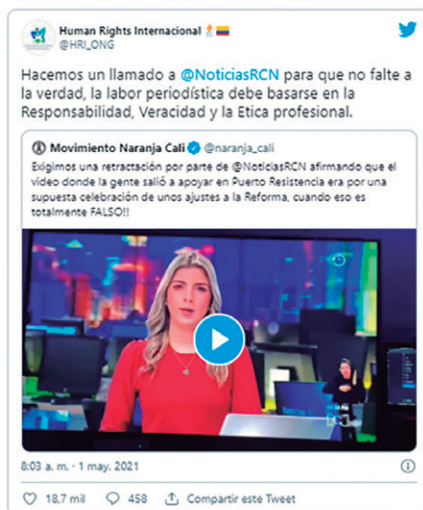 Human Rights Internacional
@HRI_ONG
Hacemos un llamado a @NoticiasRCN para que no falte a
la verdad, la labor periodística debe basarse en la
Responsabilidad, Veracidad y la Etica profesional.
Movimiento Naranja Cali @naranja_cali
Exigimos una retractación por parte de @NoticiasRCN afirmando que el
video donde la gente salió a apoyar en Puerto Resistencia era por una
supuesta celebración de unos ajustes a la Reforma, cuando eso es
totalmente FALSO!!
8:03 a. m. · 1 may. 2021
18,7 mil 458 Compartir este Tweet